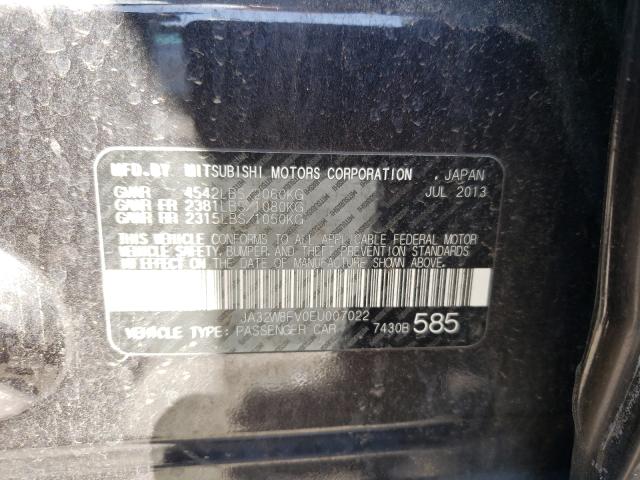 MFD.BY MITSUBISHI MOTORS CORPORATION , JAPAN
GVWR 4542LBS/2060KG JUL 2013
GAWR FR 2381LBS/1080KG
GAWR RR 2315LBS/1050KG
THIS VEHICLE CONFORMS TO ALL APPLICABLE FEDERAL MOTOR
VEHICLE SAFETY, BUMPER, AND THEFT PREVENTION STANDARDS
IN EFFECT ON THE DATE OF MANUFACTURE SHOWN ABOVE.
JA32W8FV0EU007022
VEHICLE TYPE: PASSENGER CAR 7430B 585